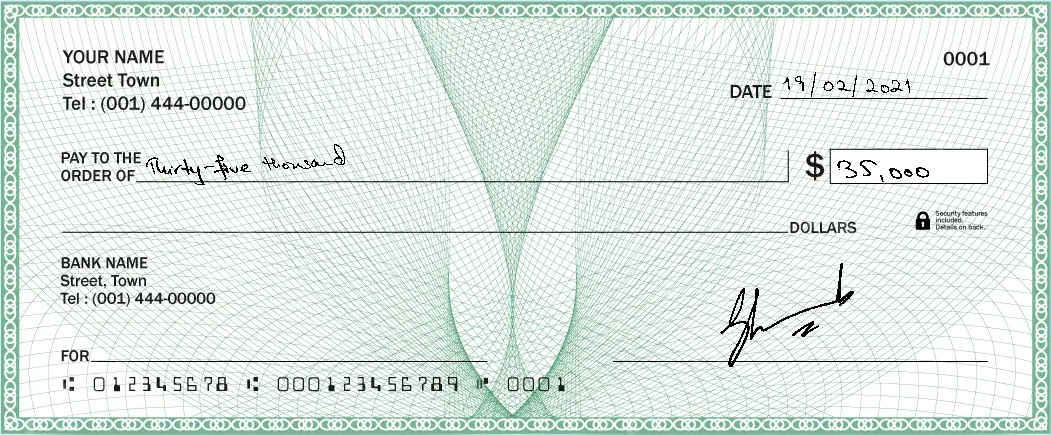 YOUR NAME
Street Town
Tel : (001) 444-00000
0001
DATE 19/02/2021
PAY TO THE
ORDER OF Thirty-five thousand
$ 35,000
DOLLARS
Security features
included.
Details on back.
BANK NAME
Street, Town
Tel : (001) 444-00000
FOR
⑆ 012345678 ⑆ 000123456789 ⑈ 0001